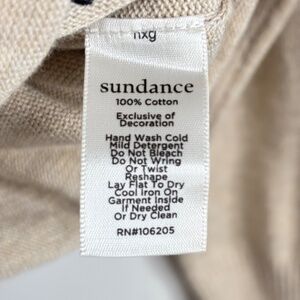 nxg
sundance
100% Cotton
Exclusive of
Decoration
Hand Wash Cold
Mild Detergent
Do Not Bleach
Do Not Wring
Or Twist
Reshape
Lay Flat To Dry
Cool Iron On
Garment Inside
If Needed
Or Dry Clean
RN#106205